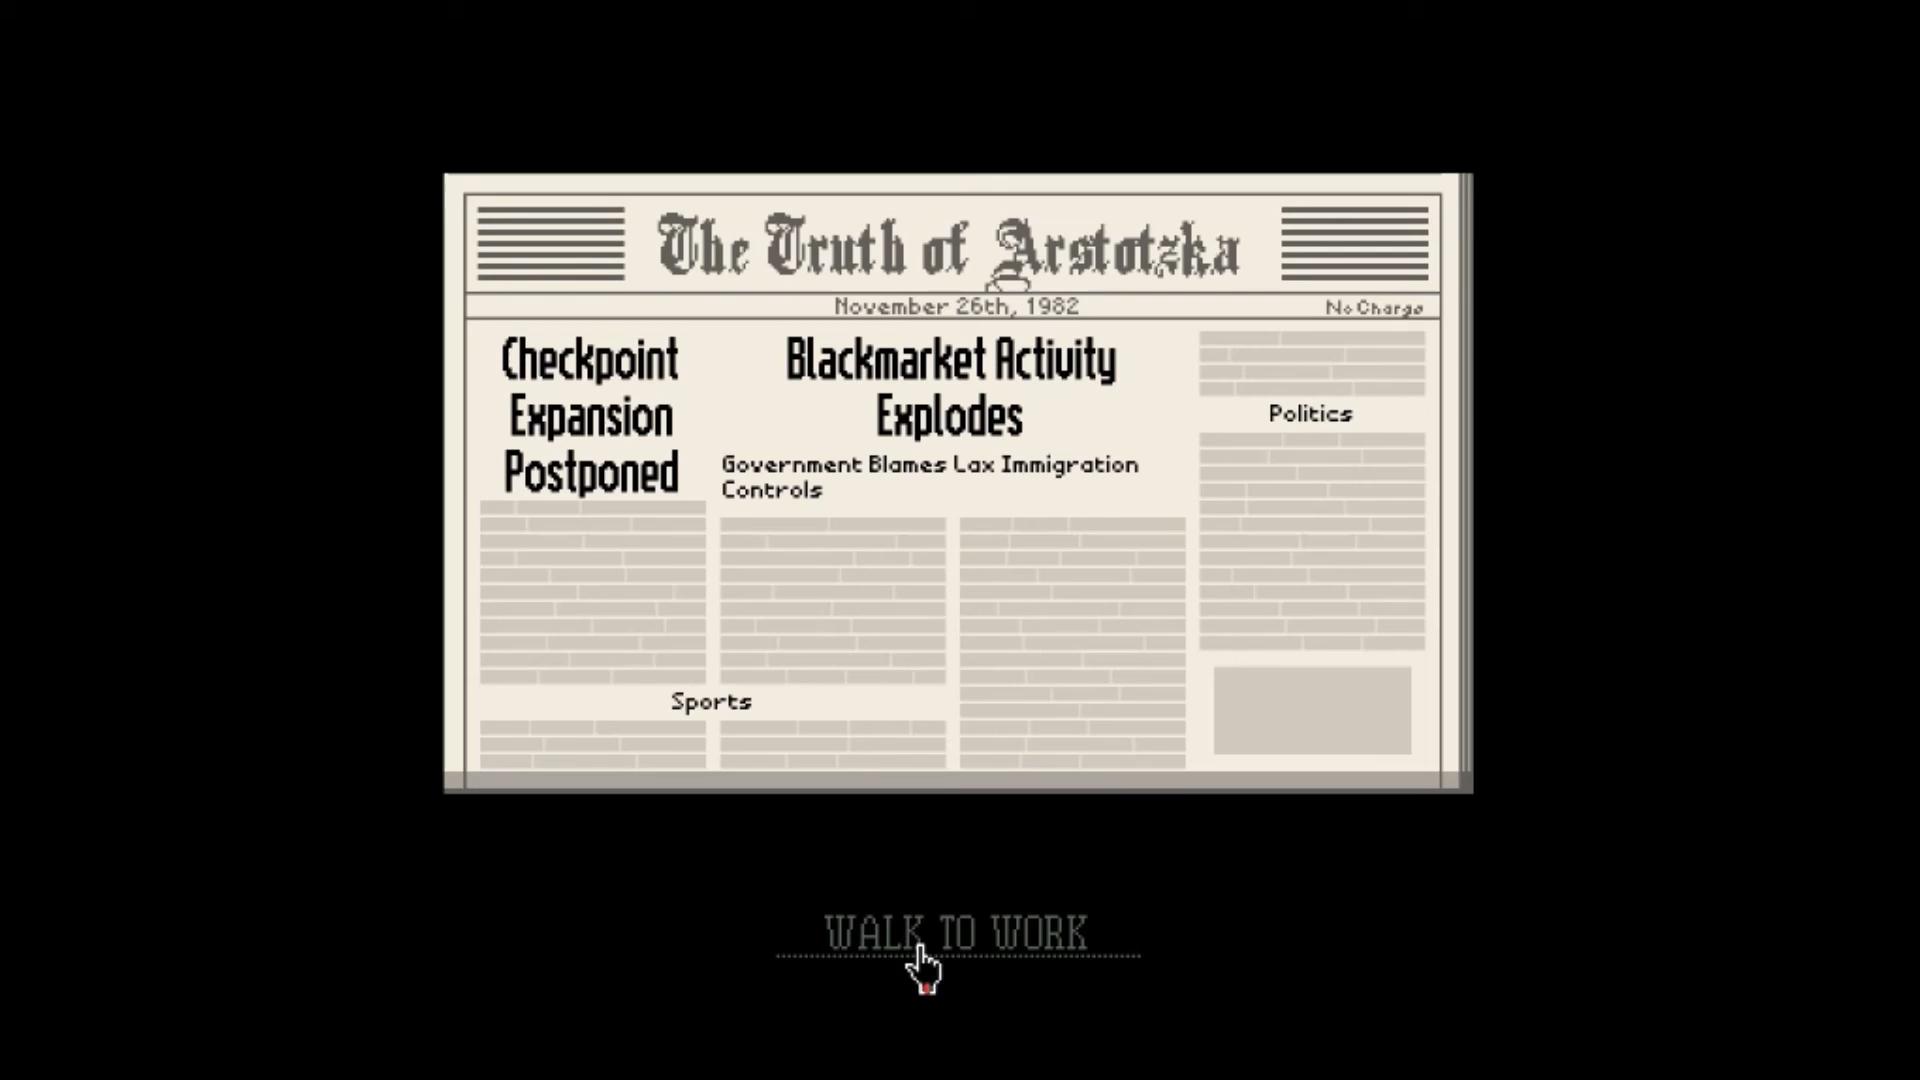 The Truth of Arstotzka
November 26th, 1982
No Charge
Checkpoint
Expansion
Postponed
Blackmarket Activity
Explodes
Government Blames Lax Immigration
Controls
Politics
Sports
WALK TO WORK